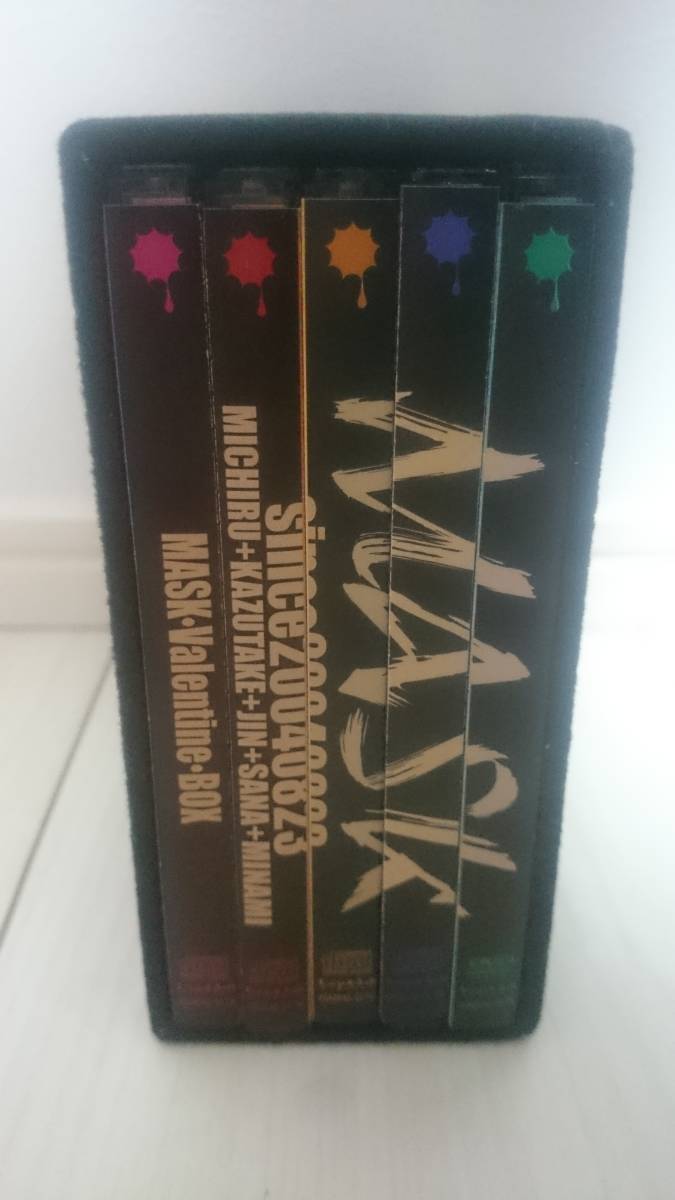 MASK
since20040823
MICHIRU+KAZUTAKE+JIN+SANA+MINAMI
MASK·Valentine·BOX